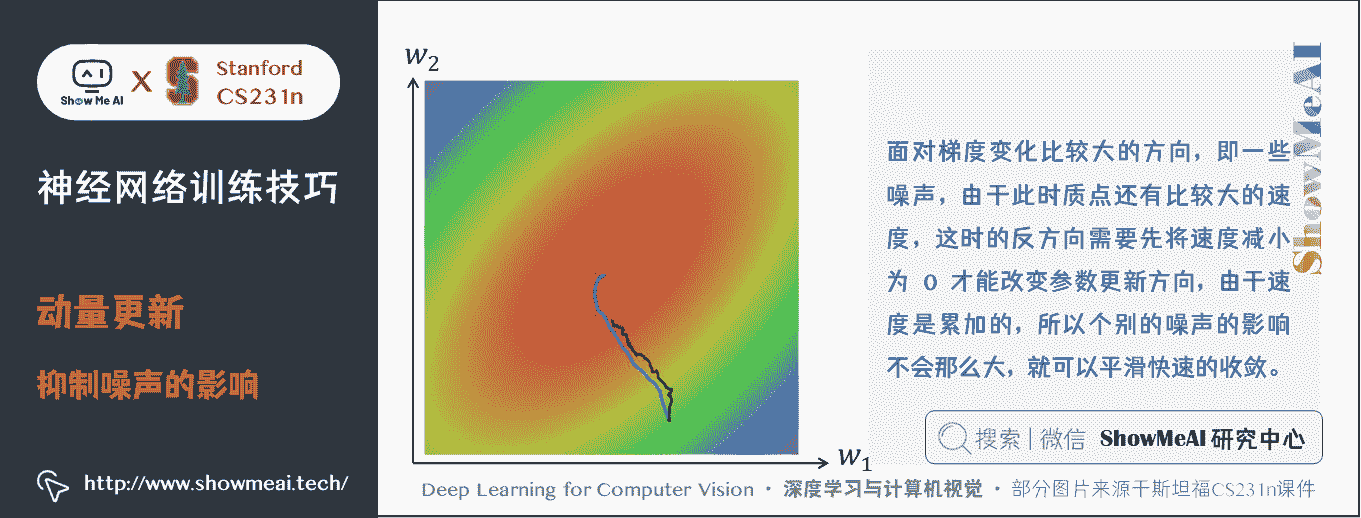 Show Me AI
X
Stanford
CS231n
神经网络训练技巧
动量更新
抑制噪声的影响
http://www.showmeai.tech/
w2
w1
面对梯度变化比较大的方向，即一些
噪声，由于此时质点还有比较大的速
度，这时的反方向需要先将速度减小
为 0 才能改变参数更新方向，由于速
度是累加的，所以个别的噪声的影响
不会那么大，就可以平滑快速的收敛。
ShowMeAI
搜索 | 微信 ShowMeAI 研究中心
Deep Learning for Computer Vision · 深度学习与计算机视觉 · 部分图片来源于斯坦福CS231n课件